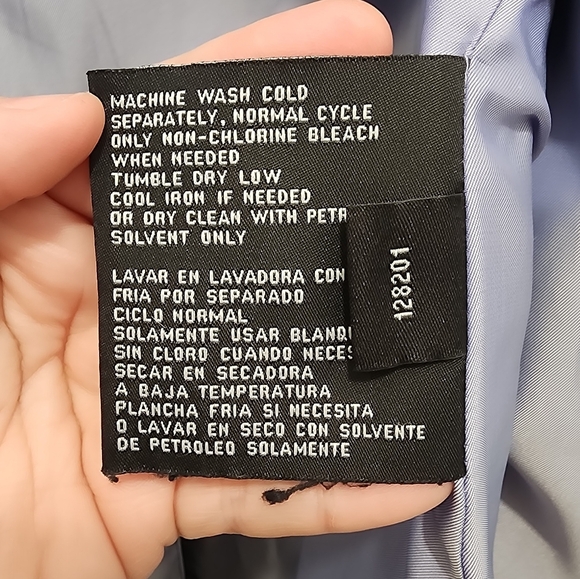 MACHINE WASH COLD
SEPARATELY, NORMAL CYCLE
ONLY NON-CHLORINE BLEACH
WHEN NEEDED
TUMBLE DRY LOW
COOL IRON IF NEEDED
OR DRY CLEAN WITH
SOLVENT ONLY
LAVAR EN LAVADORA CON
FRIA POR SEPARADO
CICLO NORMAL
SOLAMENTE USAR
SIN CLORO CUANDO
SECAR EN SECADORA
A BAJA TEMPERATURA
PLANCHA FRIA SI NECESITA
O LAVAR EN SECO CON SOLVENTE
DE PETROLEO SOLAMENTE
128201